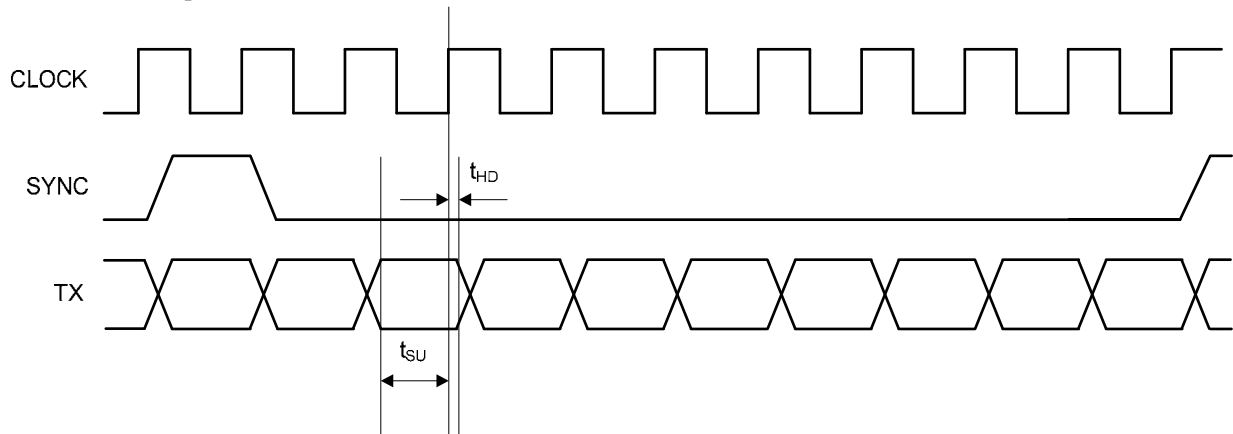 CLOCK
SYNC
tHD
TX
tSU